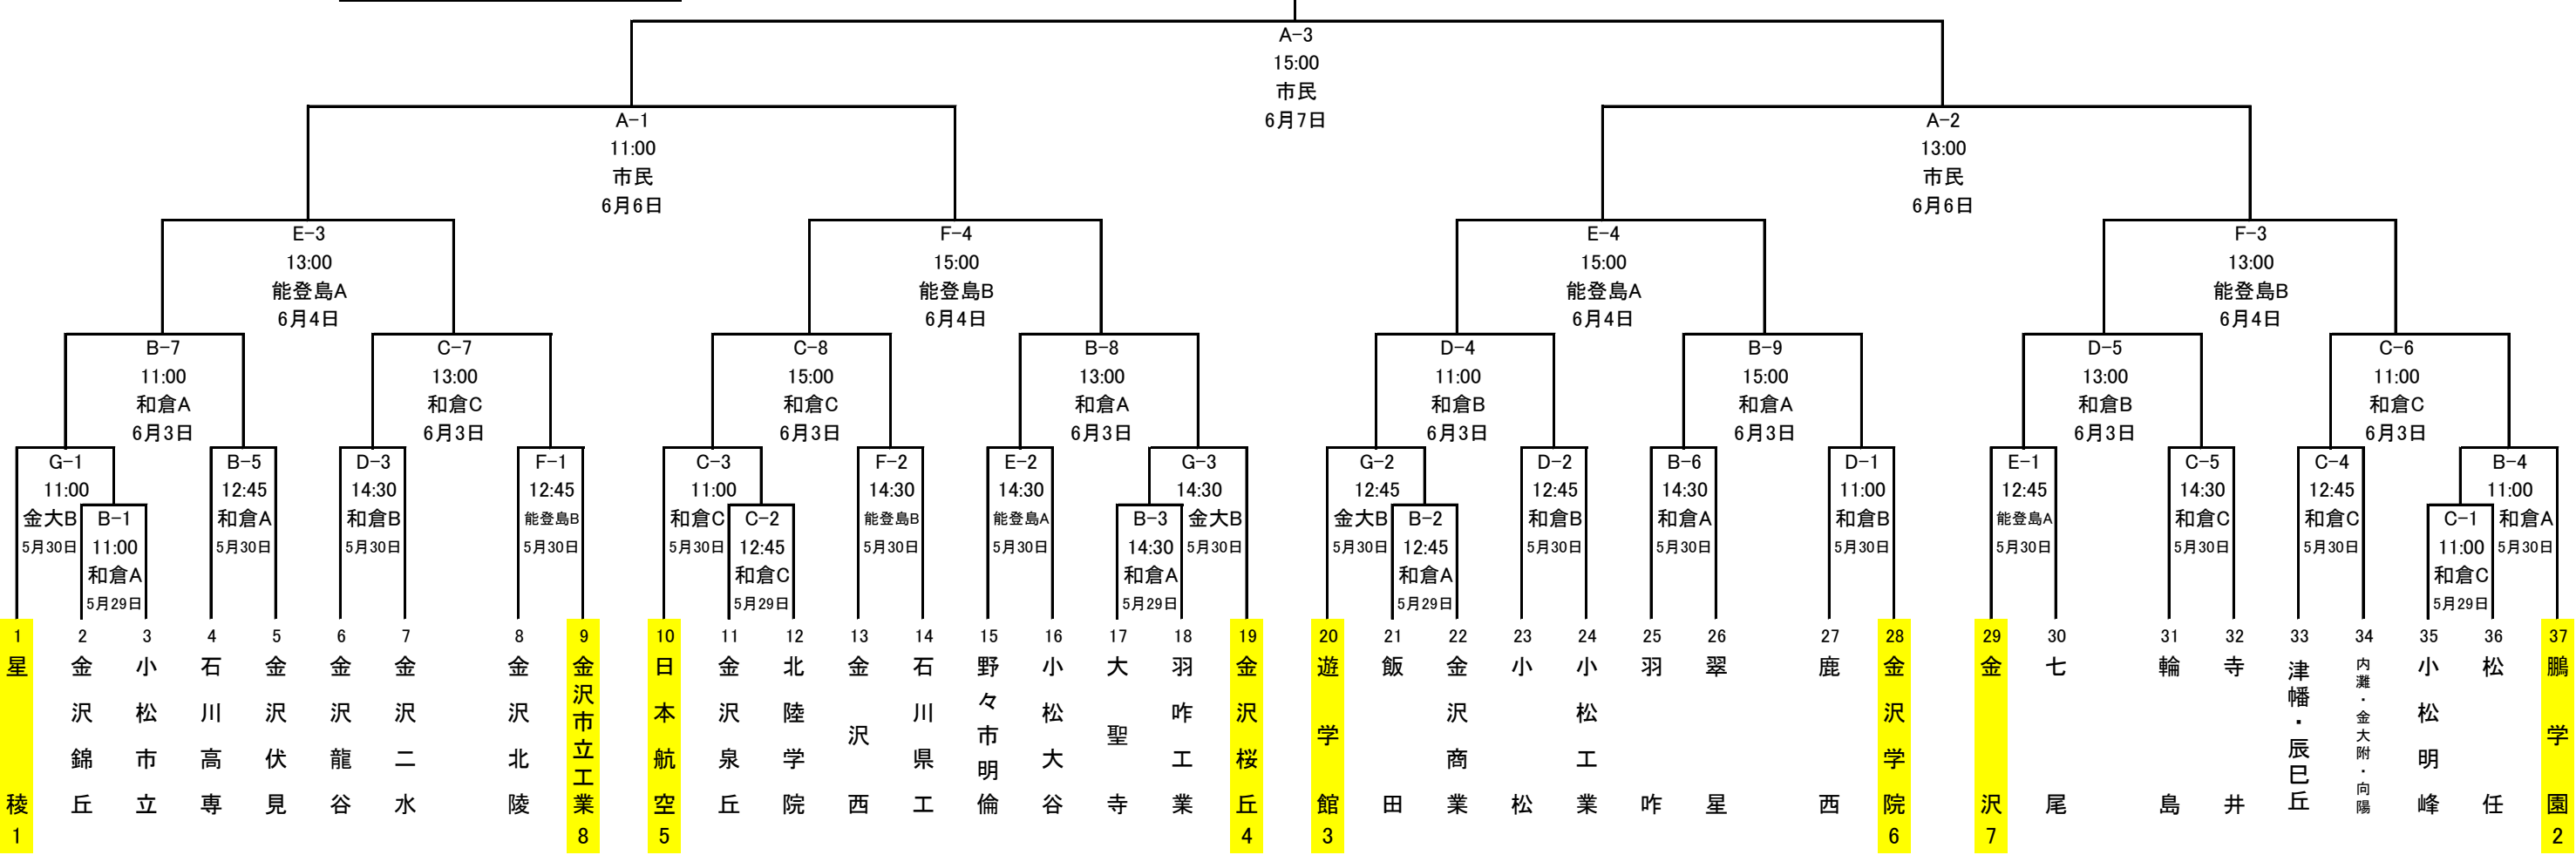 A-3
15:00
市民
6月7日
A-1
11:00
市民
6月6日
A-2
13:00
市民
6月6日
E-3
13:00
能登島A
6月4日
F-4
15:00
能登島B
6月4日
E-4
15:00
能登島A
6月4日
F-3
13:00
能登島B
6月4日
B-7
11:00
和倉A
6月3日
C-7
13:00
和倉C
6月3日
C-8
15:00
和倉C
6月3日
B-8
13:00
和倉A
6月3日
D-4
11:00
和倉B
6月3日
B-9
15:00
和倉A
6月3日
D-5
13:00
和倉B
6月3日
C-6
11:00
和倉C
6月3日
G-1
11:00
金大B
5月30日
B-5
12:45
和倉A
5月30日
D-3
14:30
和倉B
5月30日
F-1
12:45
能登島B
5月30日
C-3
11:00
和倉C
5月30日
F-2
14:30
能登島B
5月30日
E-2
14:30
能登島A
5月30日
G-3
14:30
金大B
5月30日
G-2
12:45
金大B
5月30日
D-2
12:45
和倉B
5月30日
B-6
14:30
和倉A
5月30日
D-1
11:00
和倉B
5月30日
E-1
12:45
能登島A
5月30日
C-5
14:30
和倉C
5月30日
C-4
12:45
和倉C
5月30日
B-4
11:00
和倉A
5月30日
B-1
11:00
和倉A
5月29日
C-2
12:45
和倉C
5月29日
B-3
14:30
和倉A
5月29日
B-2
12:45
和倉A
5月29日
C-1
11:00
和倉C
5月29日
1 星稜 1
2 金沢錦丘
3 小松市立
4 石川高専
5 金沢伏見
6 金沢龍谷
7 金沢二水
8 金沢北陵
9 金沢市立工業 8
10 日本航空 5
11 金沢泉丘
12 北陸学院
13 金沢西
14 石川県工
15 野々市明倫
16 小松大谷
17 大聖寺
18 羽咋工業
19 金沢桜丘 4
20 遊学館 3
21 飯田
22 金沢商業
23 小松
24 小松工業
25 羽咋
26 翠星
27 鹿西
28 金沢学院 6
29 金沢 7
30 七尾
31 輪島
32 寺井
33 津幡・辰巳丘
34 内灘・金大附・向陽
35 小松明峰
36 松任
37 鵬学園 2